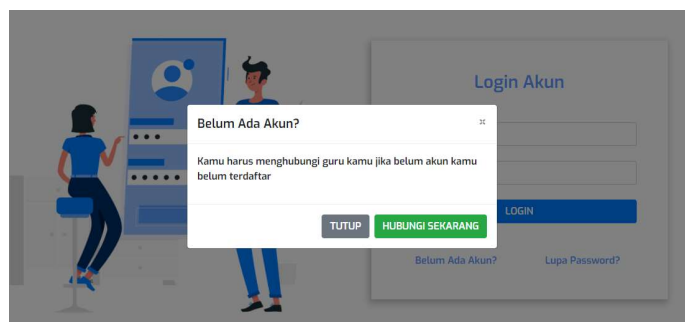 Login Akun
Belum Ada Akun?
Kamu harus menghubungi guru kamu jika belum akun kamu
belum terdaftar
TUTUP HUBUNGI SEKARANG
LOGIN
Belum Ada Akun? Lupa Password?